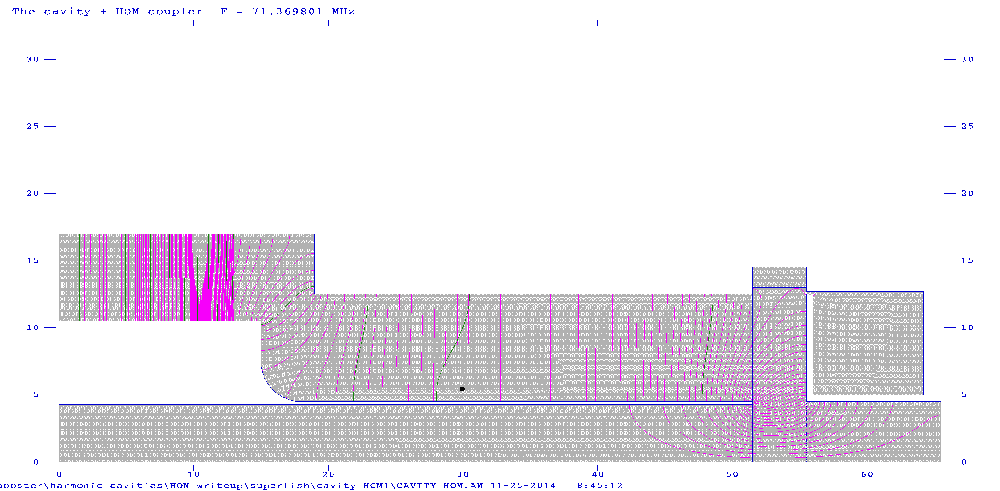 The cavity + HOM coupler F = 71.369801 MHz
30 30
25 25
20 20
15 15
10 10
5 5
0 0
0 10 20 30 40 50 60
booster\harmonic_cavities\HOM_writeup\superfish\cavity_HOM1\CAVITY_HOM.AM 11-25-2014 8:45:12